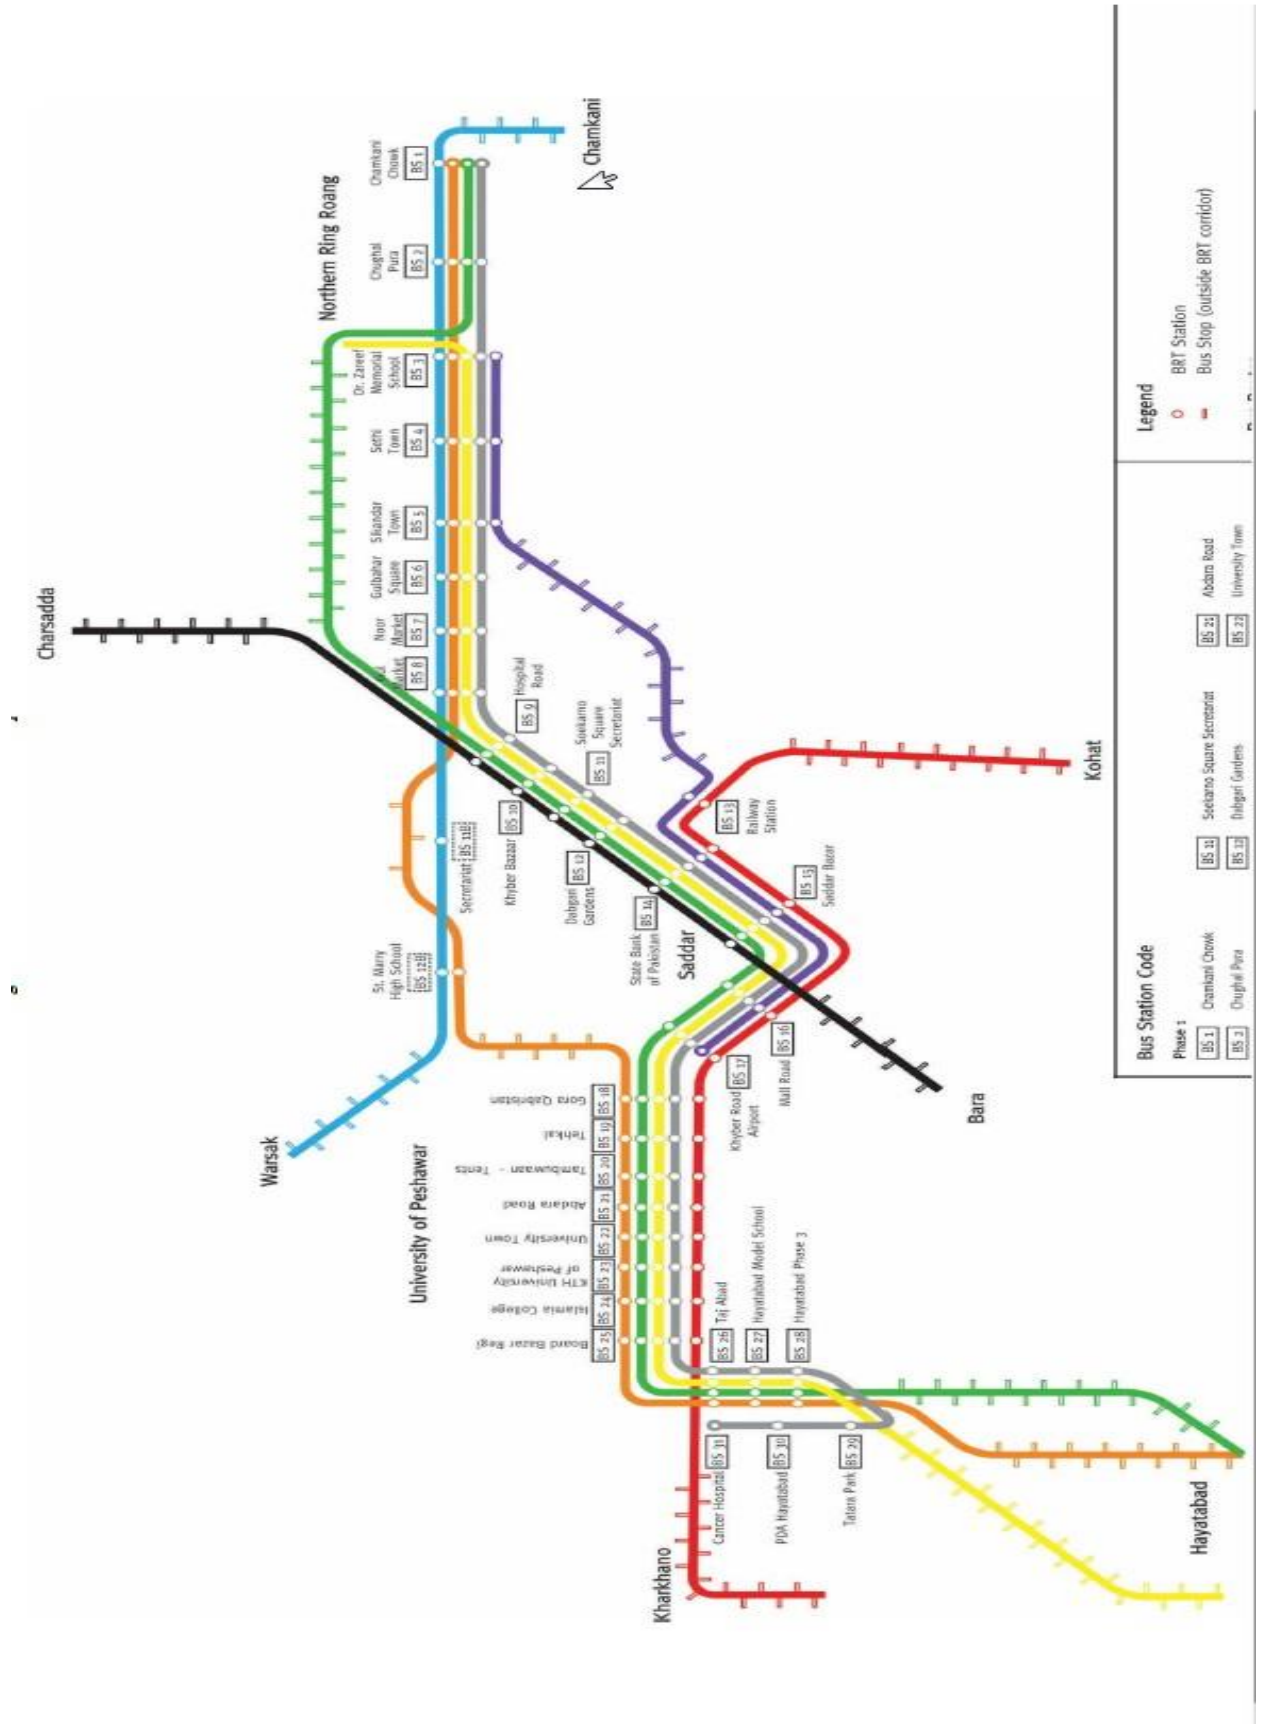 Charsadda
Northern Ring Roang
Chamkani
Chowk
BS 1
Chughal
Pura
BS 2
Dr. Zareef
Memorial
School
BS 3
Sethi
Town
BS 4
Sikandar
Town
BS 5
Gulbahar
Square
BS 6
Noor
Market
BS 7
BS 8
Hospital
Road
BS 9
Khyber Bazaar
BS 10
Soekarno
Square
Secretariat
BS 11
Secretariat
BS 11B
Dabgari
Gardens
BS 12
St. Marry
High School
BS 12B
BS 13
Railway
Station
State Bank
of Pakistan
BS 14
BS 15
Saddar Bazar
Mall Road
BS 16
Khyber Road
Airport
BS 17
Gora Qabristan
BS 18
Tehkal
BS 19
Tambuwaan - Tents
BS 20
Abdara Road
BS 21
University Town
BS 22
KTH University
of Peshawar
BS 23
Islamia College
BS 24
Board Bazar Regi
BS 25
BS 26
Taj Abad
BS 27
Hayatabad Model School
BS 28
Hayatabad Phase 3
Tatara Park
BS 29
PDA Hayatabad
BS 30
Cancer Hospital
BS 31
Chamkani
Warsak
University of Peshawar
Saddar
Kohat
Bara
Kharkhano
Hayatabad
Bus Station Code
Phase 1
BS 1
Chamkani Chowk
BS 2
Chughal Pura
BS 11
Soekarno Square Secretariat
BS 12
Dabgari Gardens
BS 21
Abdara Road
BS 22
University Town
Legend
BRT Station
Bus Stop (outside BRT corridor)